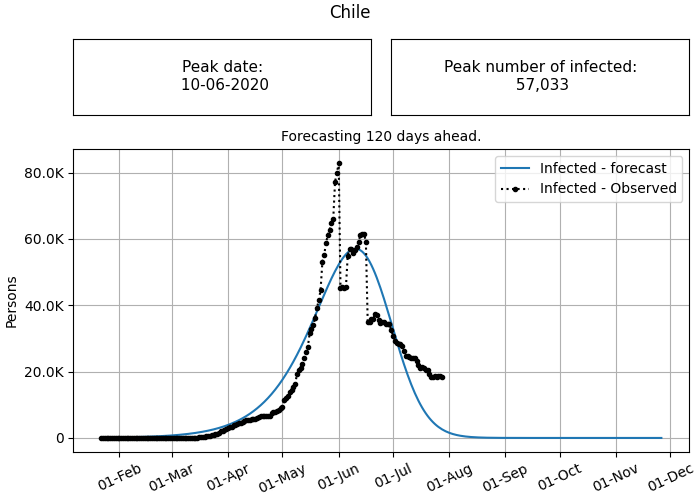 Chile
Peak date:
10-06-2020
Peak number of infected:
57,033
Forecasting 120 days ahead.
Infected - forecast
Infected - Observed
80.0K
60.0K
40.0K
20.0K
0
Persons
01-Feb
01-Mar
01-Apr
01-May
01-Jun
01-Jul
01-Aug
01-Sep
01-Oct
01-Nov
01-Dec